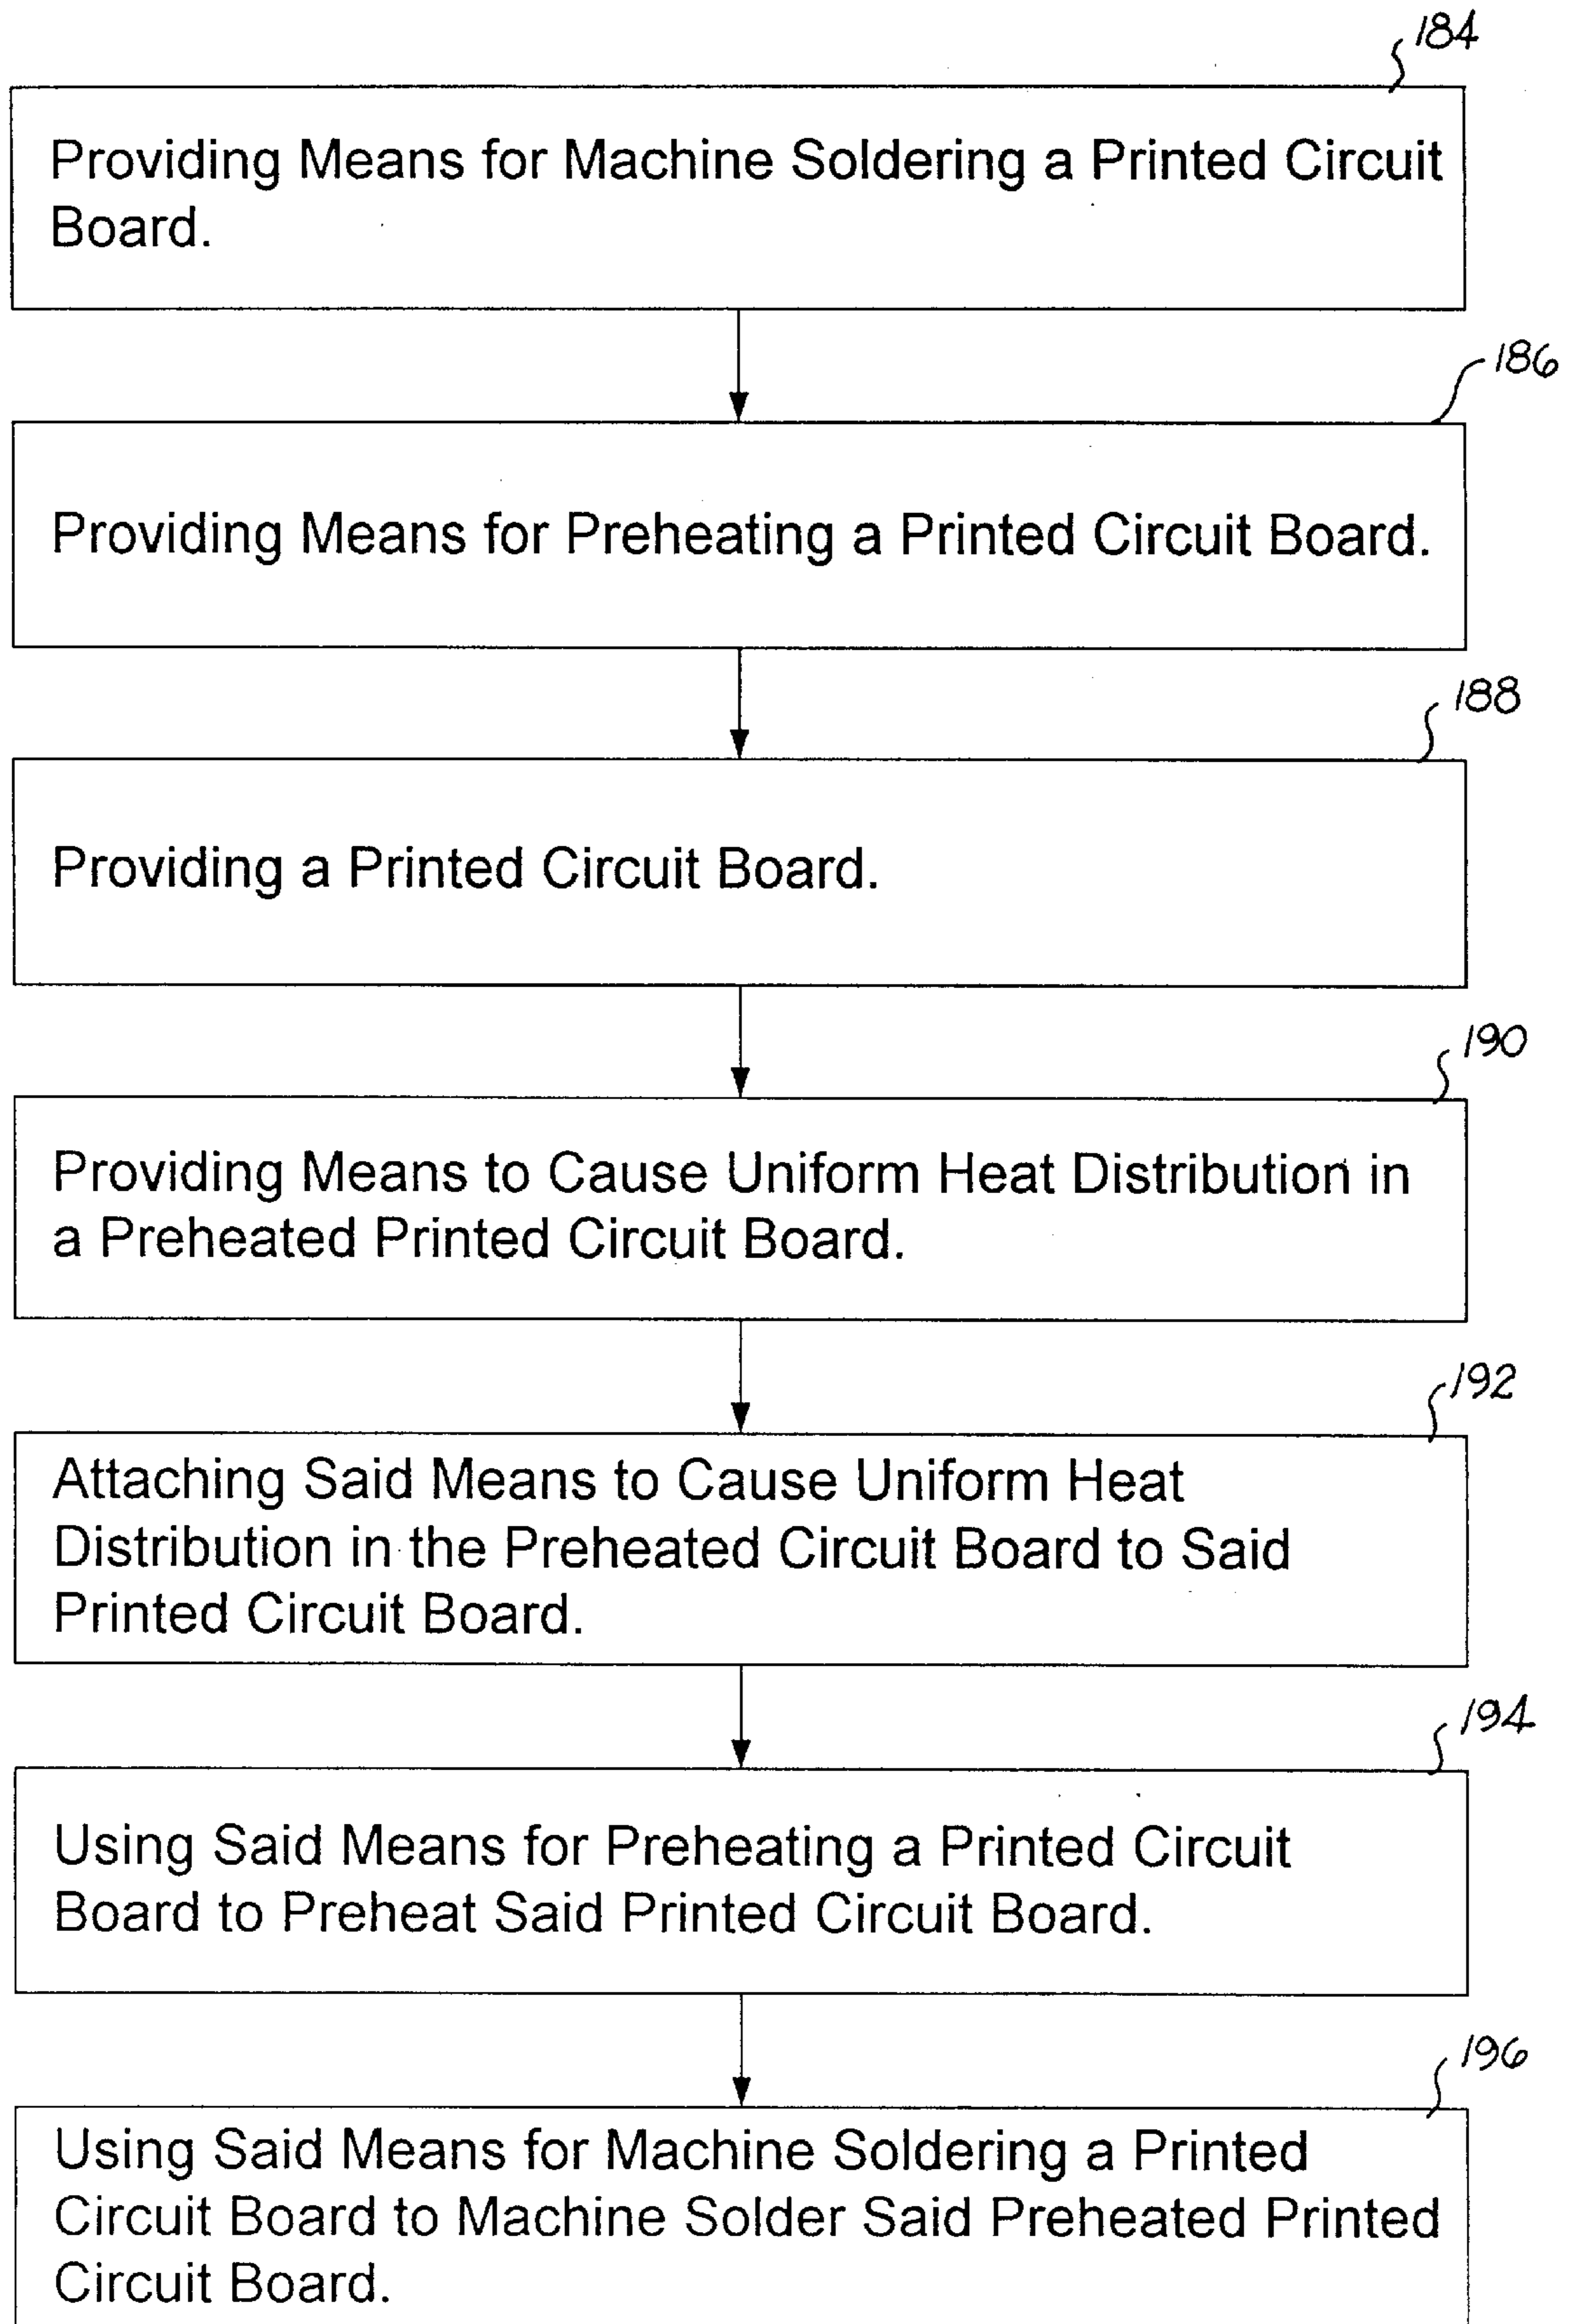 184
Providing Means for Machine Soldering a Printed Circuit
Board.
186
Providing Means for Preheating a Printed Circuit Board.
188
Providing a Printed Circuit Board.
190
Providing Means to Cause Uniform Heat Distribution in
a Preheated Printed Circuit Board.
192
Attaching Said Means to Cause Uniform Heat
Distribution in the Preheated Circuit Board to Said
Printed Circuit Board.
194
Using Said Means for Preheating a Printed Circuit
Board to Preheat Said Printed Circuit Board.
196
Using Said Means for Machine Soldering a Printed
Circuit Board to Machine Solder Said Preheated Printed
Circuit Board.